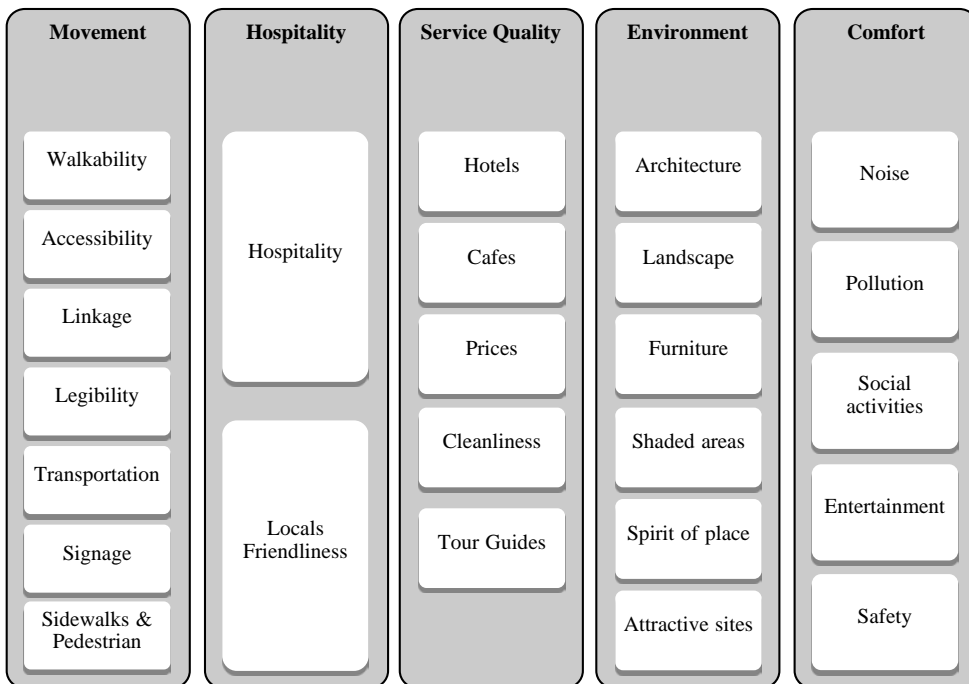 Movement
Walkability
Accessibility
Linkage
Legibility
Transportation
Signage
Sidewalks &
Pedestrian
Hospitality
Hospitality
Locals
Friendliness
Service Quality
Hotels
Cafes
Prices
Cleanliness
Tour Guides
Environment
Architecture
Landscape
Furniture
Shaded areas
Spirit of place
Attractive sites
Comfort
Noise
Pollution
Social
activities
Entertainment
Safety